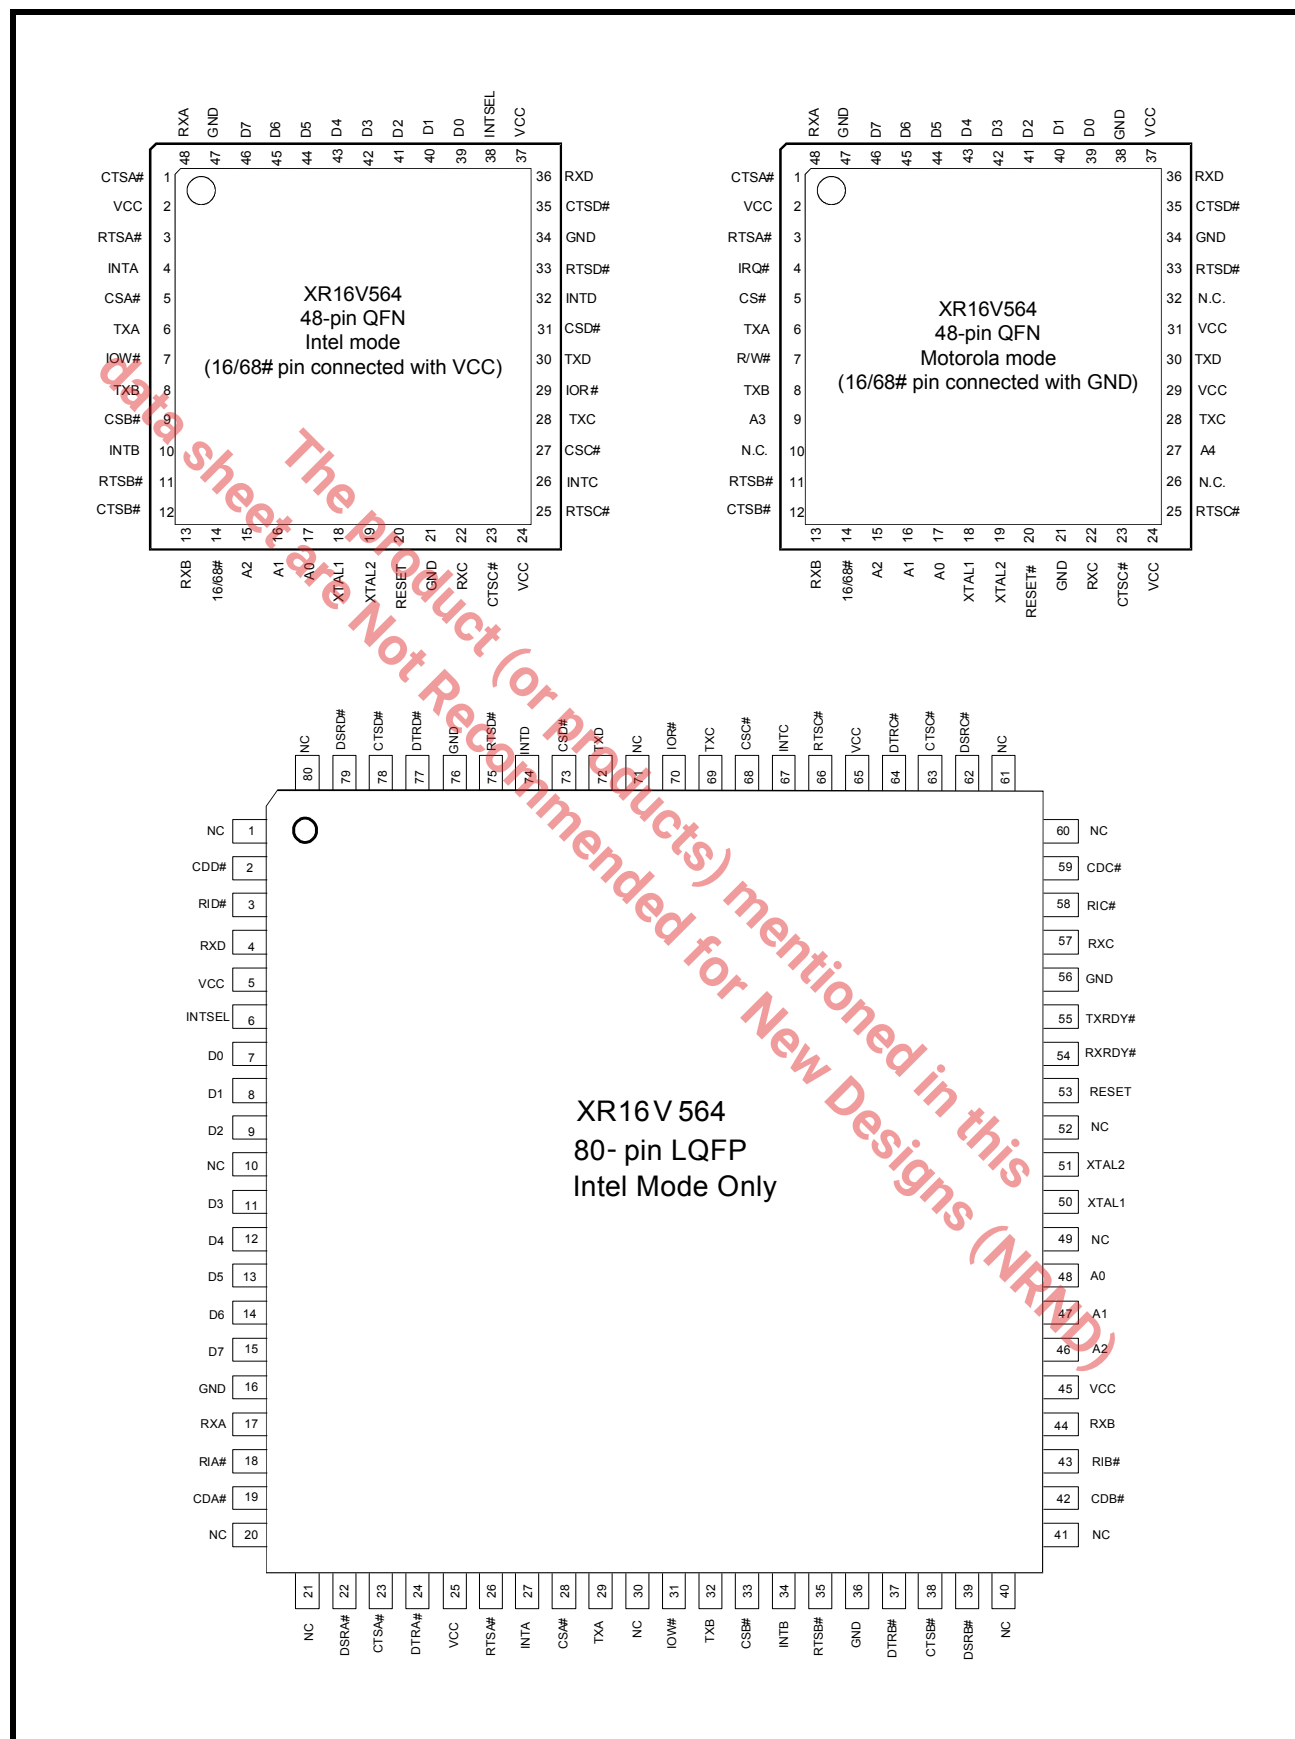 RXA GND D7 D6 D5 D4 D3 D2 D1 D0 INTSEL VCC
48 47 46 45 44 43 42 41 40 39 38 37
CTSA# 1 36 RXD
VCC 2 35 CTSD#
RTSA# 3 34 GND
INTA 4 33 RTSD#
CSA# 5 32 INTD
TXA 6 31 CSD#
IOW# 7 30 TXD
TXB 8 29 IOR#
CSB# 9 28 TXC
INTB 10 27 CSC#
RTSB# 11 26 INTC
CTSB# 12 25 RTSC#
XR16V564
48-pin QFN
Intel mode
(16/68# pin connected with VCC)
13 14 15 16 17 18 19 20 21 22 23 24
RXB 16/68# A2 A1 A0 XTAL1 XTAL2 RESET GND RXC CTSC# VCC
RXA GND D7 D6 D5 D4 D3 D2 D1 D0 GND VCC
48 47 46 45 44 43 42 41 40 39 38 37
CTSA# 1 36 RXD
VCC 2 35 CTSD#
RTSA# 3 34 GND
IRQ# 4 33 RTSD#
CS# 5 32 N.C.
TXA 6 31 VCC
R/W# 7 30 TXD
TXB 8 29 VCC
A3 9 28 TXC
N.C. 10 27 A4
RTSB# 11 26 N.C.
CTSB# 12 25 RTSC#
XR16V564
48-pin QFN
Motorola mode
(16/68# pin connected with GND)
13 14 15 16 17 18 19 20 21 22 23 24
RXB 16/68# A2 A1 A0 XTAL1 XTAL2 RESET# GND RXC CTSC# VCC
NC DSRD# CTSD# DTRD# GND RTSD# INTD CSD# TXD NC IOR# TXC CSC# INTC RTSC# VCC DTRC# CTSC# DSRC# NC
80 79 78 77 76 75 74 73 72 71 70 69 68 67 66 65 64 63 62 61
NC 1 60 NC
CDD# 2 59 CDC#
RID# 3 58 RIC#
RXD 4 57 RXC
VCC 5 56 GND
INTSEL 6 55 TXRDY#
D0 7 54 RXRDY#
D1 8 53 RESET
D2 9 52 NC
NC 10 51 XTAL2
D3 11 50 XTAL1
D4 12 49 NC
D5 13 48 A0
D6 14 47 A1
D7 15 46 A2
GND 16 45 VCC
RXA 17 44 RXB
RIA# 18 43 RIB#
CDA# 19 42 CDB#
NC 20 41 NC
XR16V564
80- pin LQFP
Intel Mode Only
21 22 23 24 25 26 27 28 29 30 31 32 33 34 35 36 37 38 39 40
NC DSRA# CTSA# DTRA# VCC RTSA# INTA CSA# TXA NC IOW# TXB CSB# INTB RTSB# GND DTRB# CTSB# DSRB# NC
The product (or products) mentioned in this
data sheet are Not Recommended for New Designs (NRND)